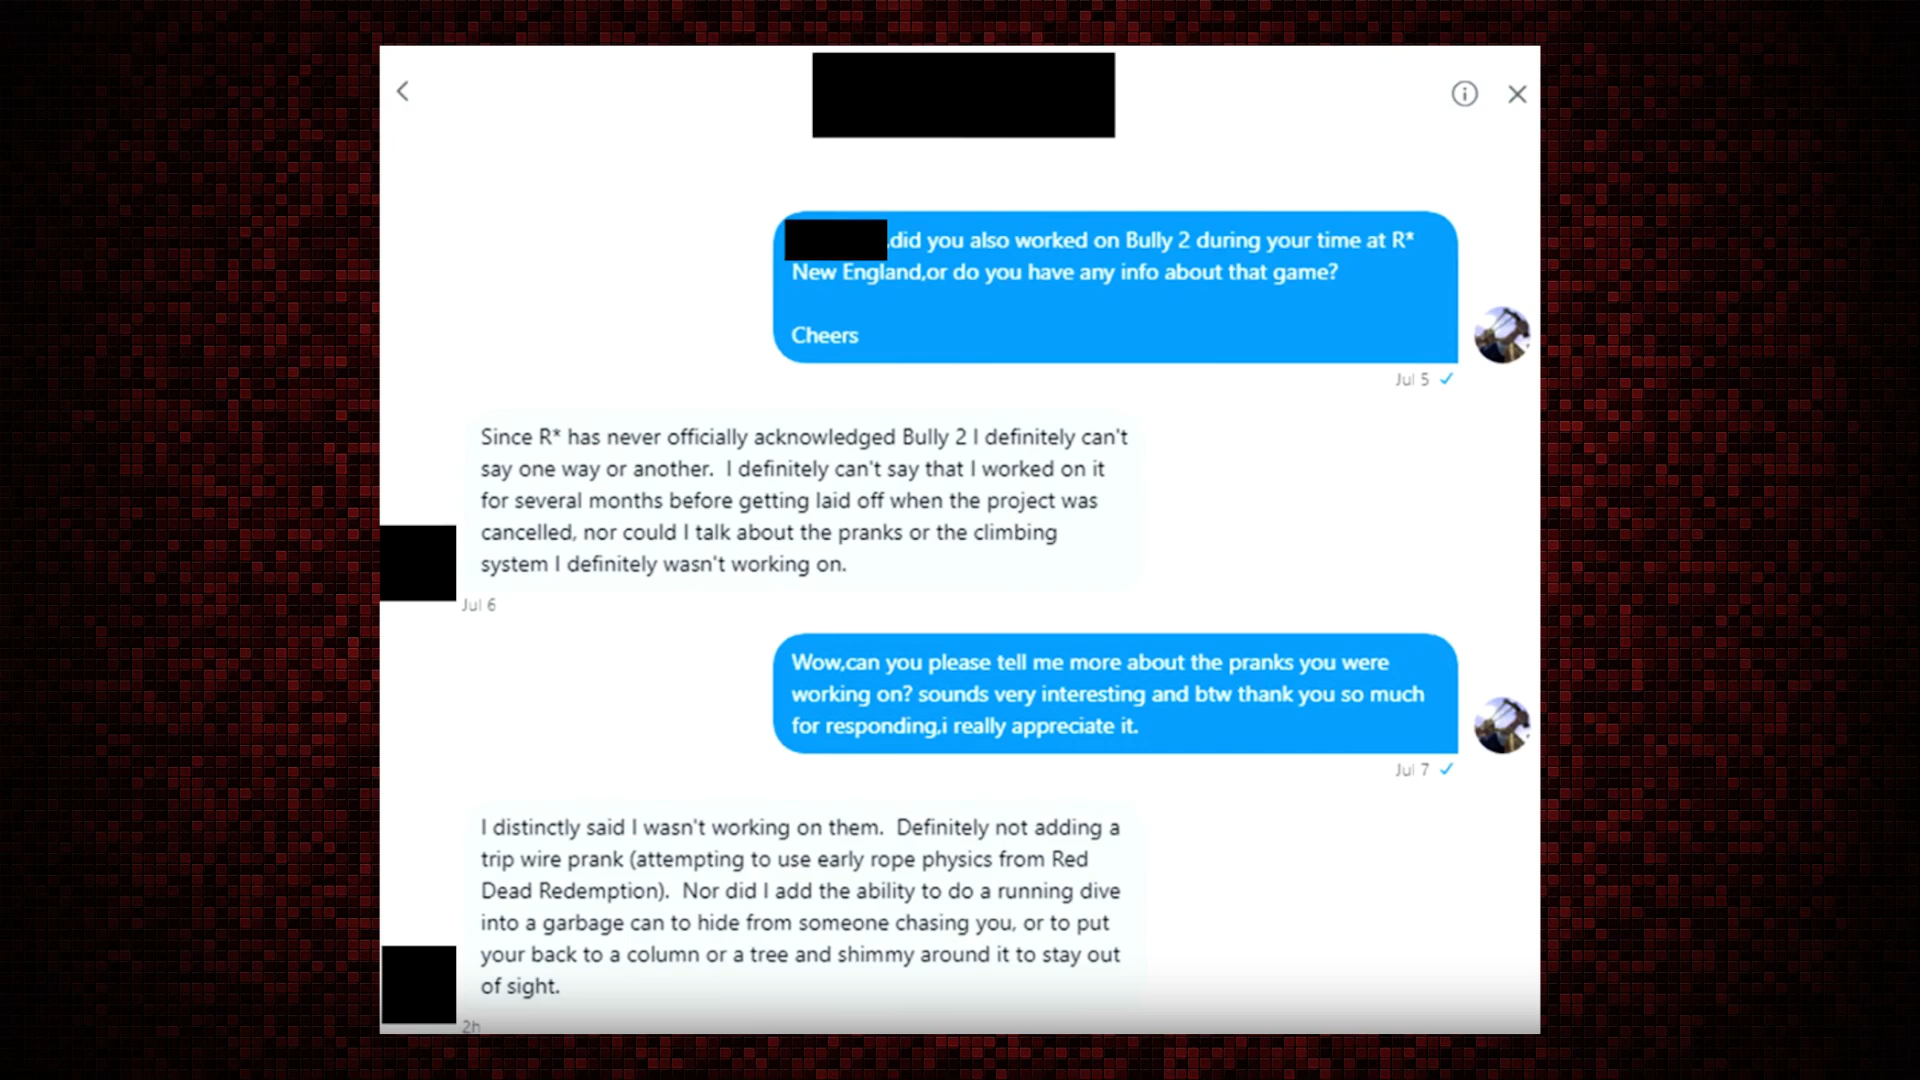 ,did you also worked on Bully 2 during your time at R*
New England,or do you have any info about that game?
Cheers
Jul 5
Since R* has never officially acknowledged Bully 2 I definitely can't
say one way or another.  I definitely can't say that I worked on it
for several months before getting laid off when the project was
cancelled, nor could I talk about the pranks or the climbing
system I definitely wasn't working on.
Jul 6
Wow,can you please tell me more about the pranks you were
working on? sounds very interesting and btw thank you so much
for responding,i really appreciate it.
Jul 7
I distinctly said I wasn't working on them.  Definitely not adding a
trip wire prank (attempting to use early rope physics from Red
Dead Redemption).  Nor did I add the ability to do a running dive
into a garbage can to hide from someone chasing you, or to put
your back to a column or a tree and shimmy around it to stay out
of sight.
2h